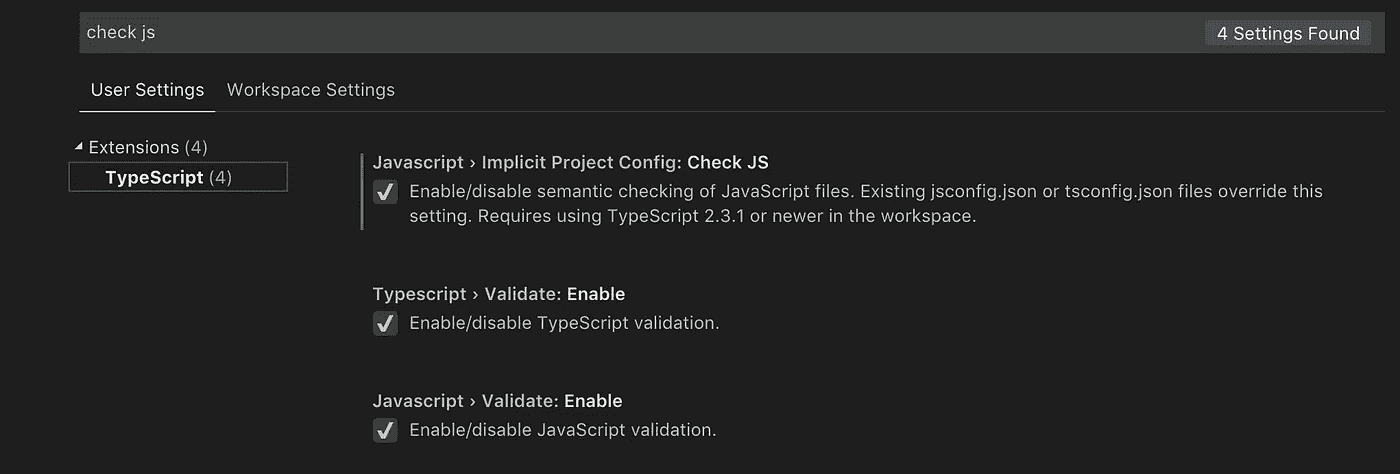 check js
4 Settings Found
User Settings
Workspace Settings
Extensions (4)
TypeScript (4)
Javascript › Implicit Project Config: Check JS
Enable/disable semantic checking of JavaScript files. Existing jsconfig.json or tsconfig.json files override this
setting. Requires using TypeScript 2.3.1 or newer in the workspace.
Typescript › Validate: Enable
Enable/disable TypeScript validation.
Javascript › Validate: Enable
Enable/disable JavaScript validation.